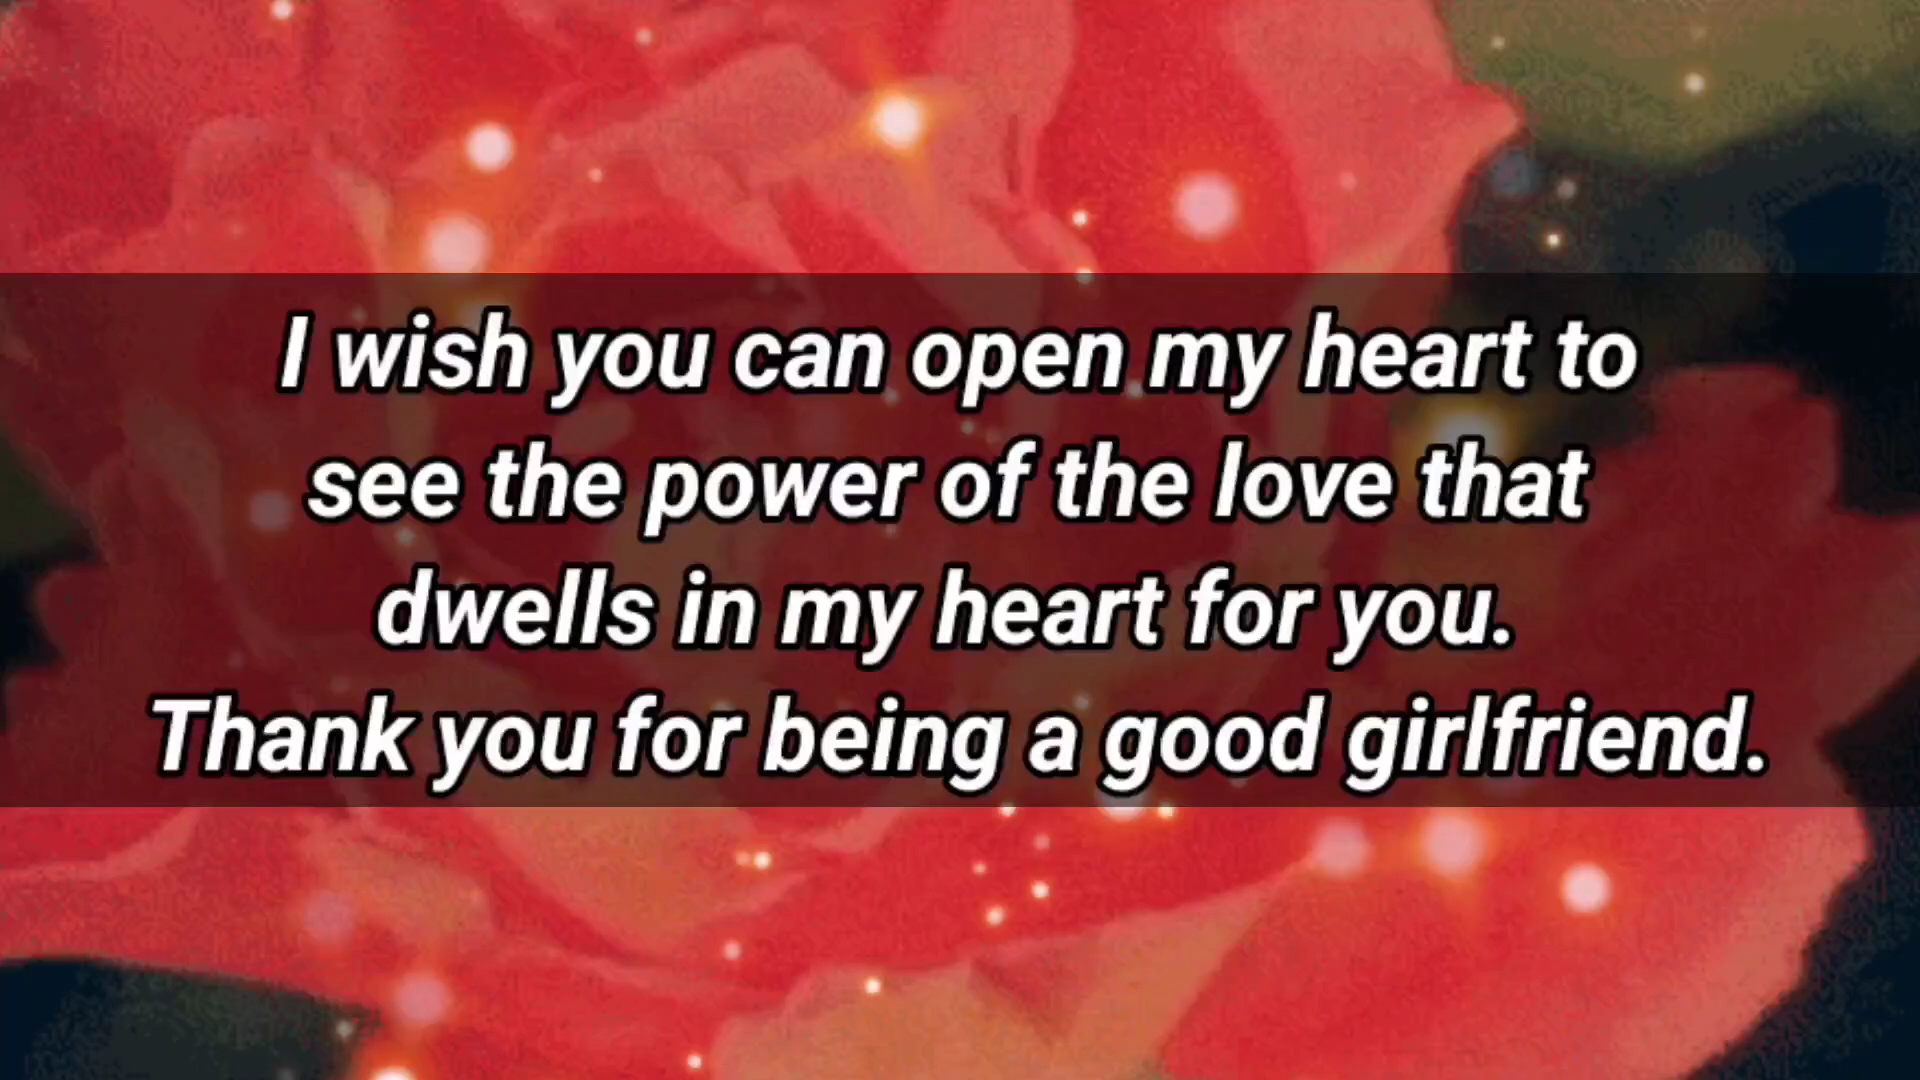 I wish you can open my heart to
see the power of the love that
dwells in my heart for you.
Thank you for being a good girlfriend.